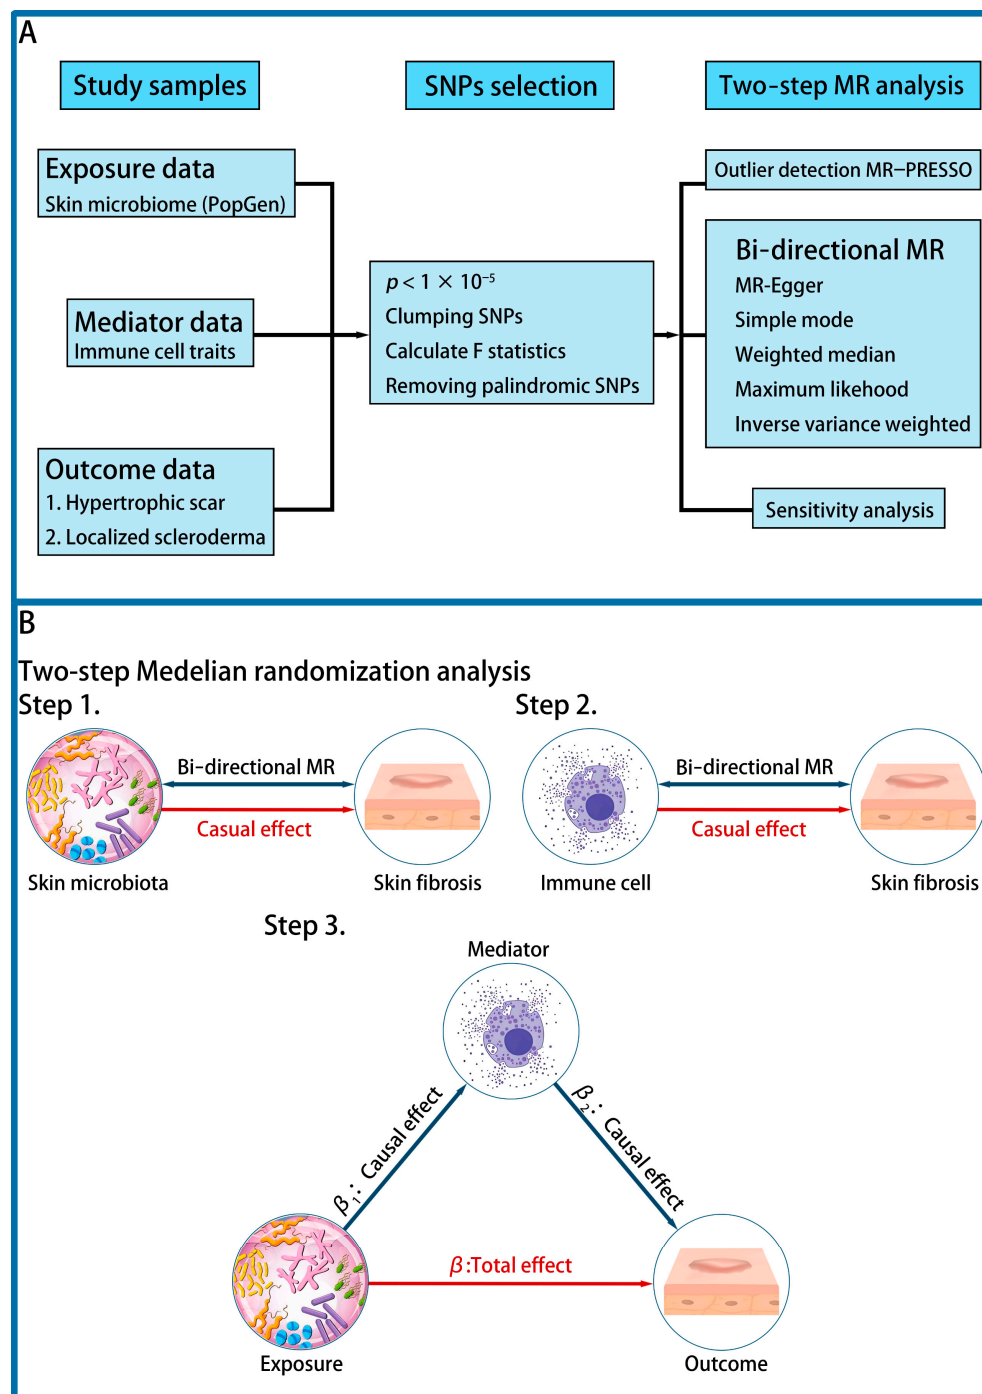 A
Study samples
SNPs selection
Two-step MR analysis
Exposure data
Skin microbiome (PopGen)
Mediator data
Immune cell traits
Outcome data
1. Hypertrophic scar
2. Localized scleroderma
p < 1 × 10⁻⁵
Clumping SNPs
Calculate F statistics
Removing palindromic SNPs
Outlier detection MR−PRESSO
Bi-directional MR
MR-Egger
Simple mode
Weighted median
Maximum likehood
Inverse variance weighted
Sensitivity analysis
B
Two-step Medelian randomization analysis
Step 1.
Bi−directional MR
Casual effect
Skin microbiota
Skin fibrosis
Step 2.
Bi−directional MR
Casual effect
Immune cell
Skin fibrosis
Step 3.
Mediator
β₁: Causal effect
β₂: Causal effect
β:Total effect
Exposure
Outcome